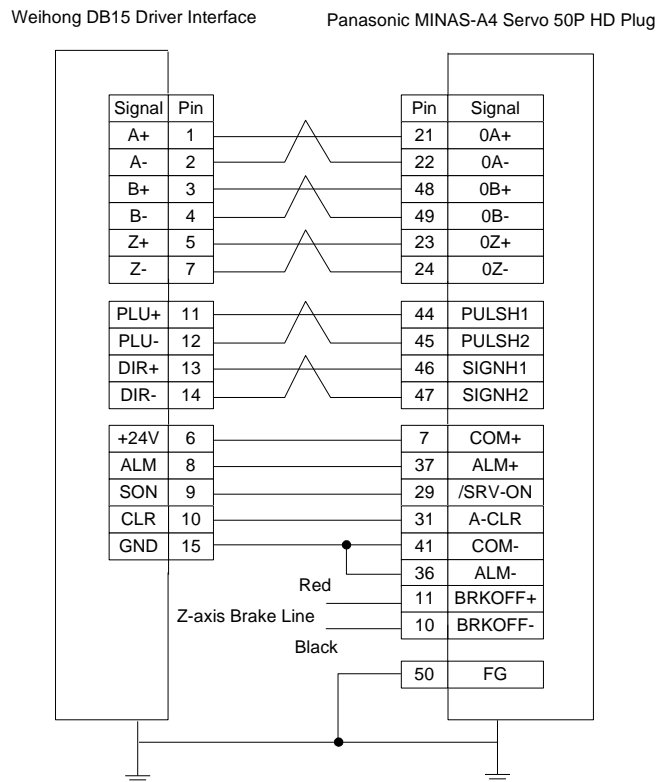 Weihong DB15 Driver Interface
Panasonic MINAS-A4 Servo 50P HD Plug
Signal Pin Pin Signal
A+ 1 21 0A+
A- 2 22 0A-
B+ 3 48 0B+
B- 4 49 0B-
Z+ 5 23 0Z+
Z- 7 24 0Z-
PLU+ 11 44 PULSH1
PLU- 12 45 PULSH2
DIR+ 13 46 SIGNH1
DIR- 14 47 SIGNH2
+24V 6 7 COM+
ALM 8 37 ALM+
SON 9 29 /SRV-ON
CLR 10 31 A-CLR
GND 15 41 COM-
36 ALM-
Red
11 BRKOFF+
Z-axis Brake Line
10 BRKOFF-
Black
50 FG